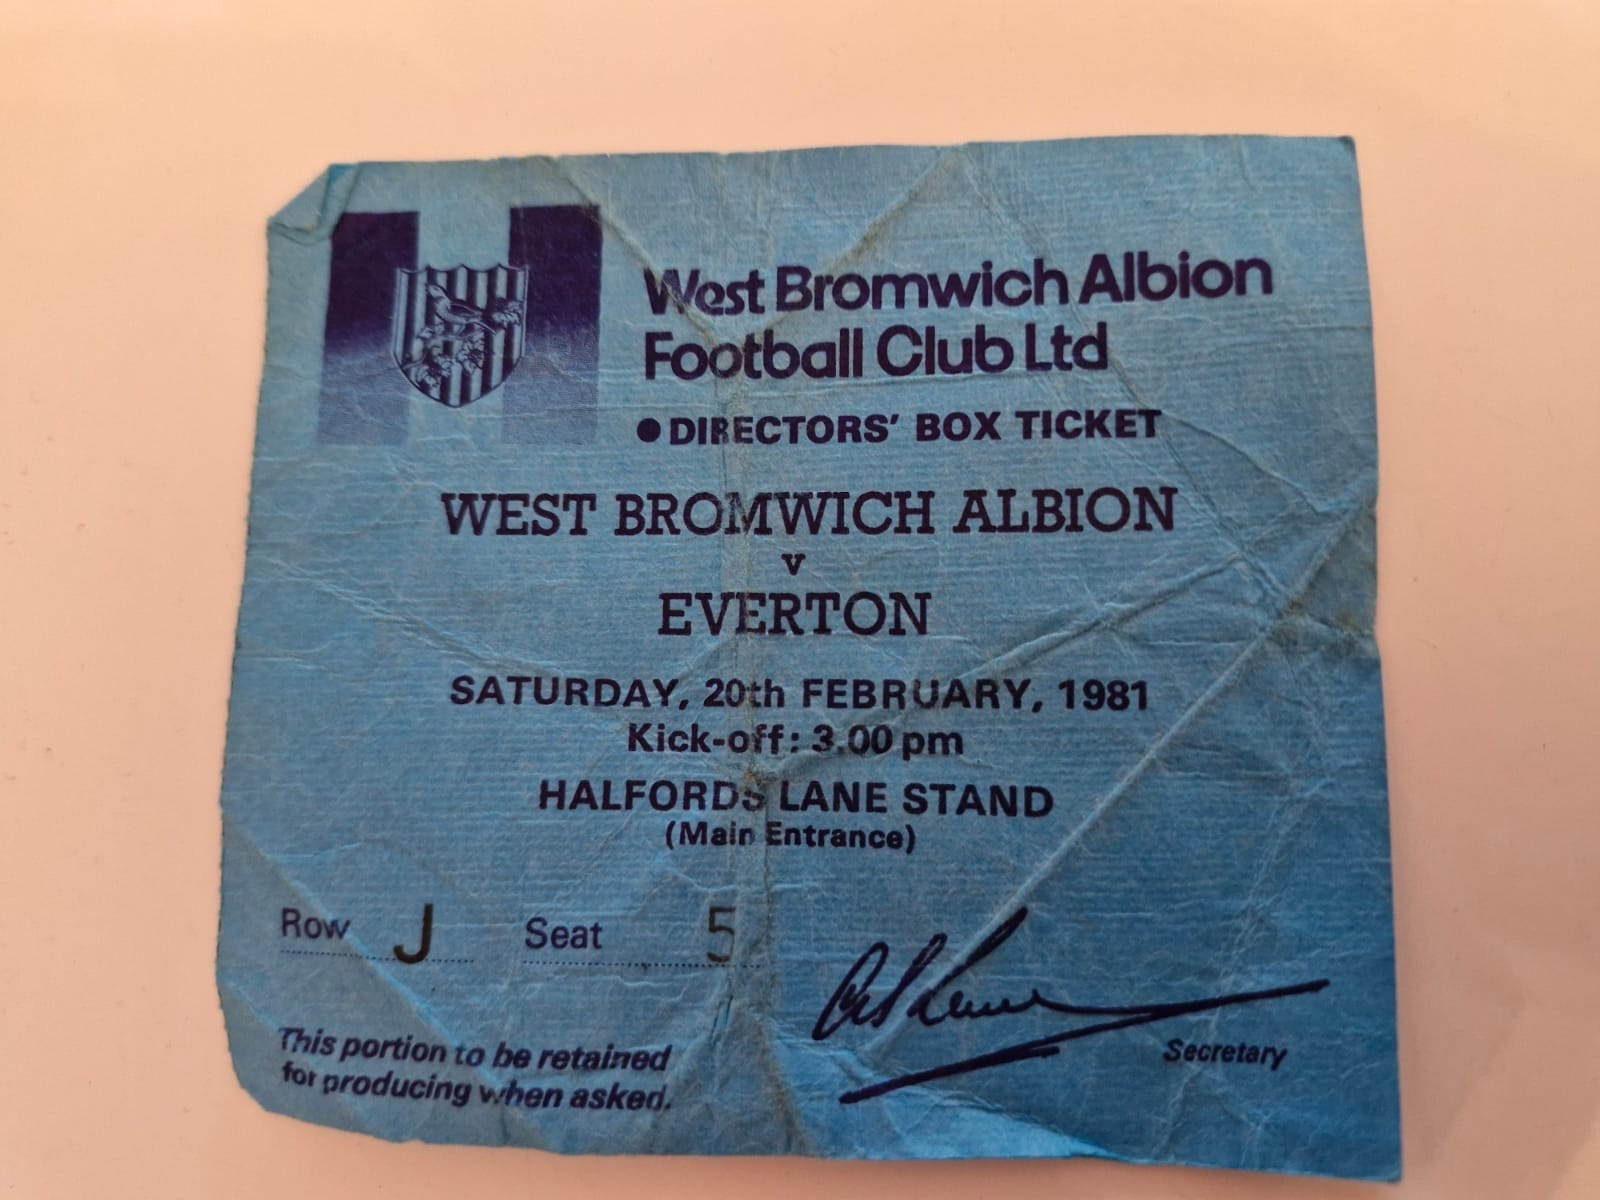 West Bromwich Albion
Football Club Ltd
●DIRECTORS' BOX TICKET
WEST BROMWICH ALBION
v
EVERTON
SATURDAY, 20th FEBRUARY, 1981
Kick-off: 3.00 pm
HALFORDS LANE STAND
(Main Entrance)
Row J Seat 5
Secretary
This portion to be retained
for producing when asked.